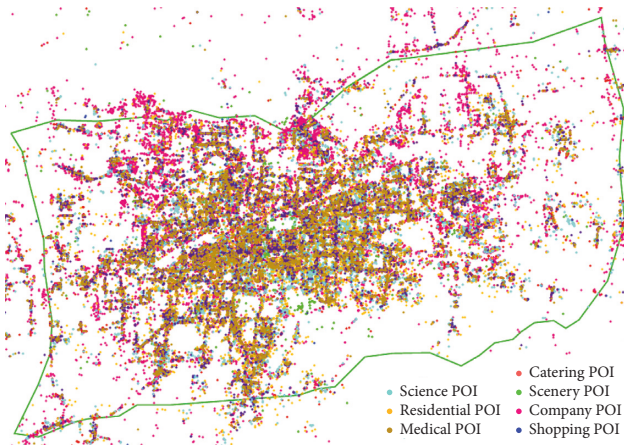 Catering POI
Science POI
Scenery POI
Residential POI
Company POI
Medical POI
Shopping POI